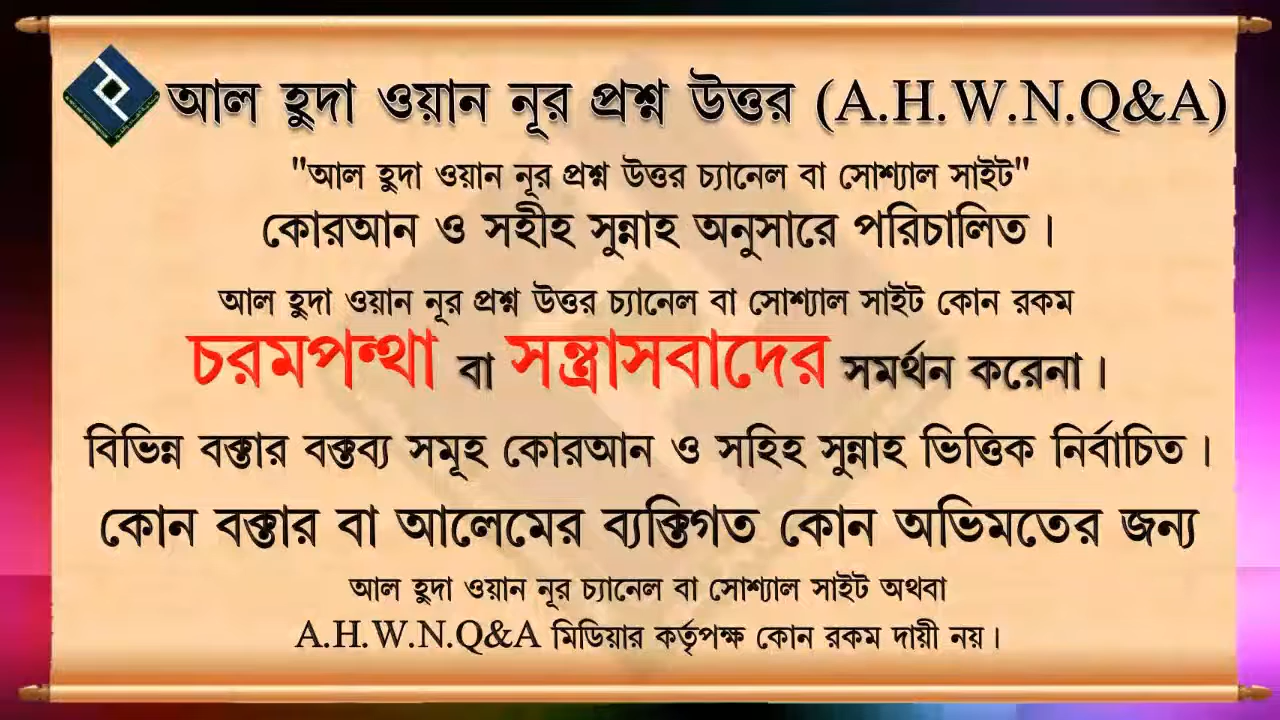 আল হুদা ওয়ান নূর প্রশ্ন উত্তর (A.H.W.N.Q&A)
"আল হুদা ওয়ান নূর প্রশ্ন উত্তর চ্যানেল বা সোশ্যাল সাইট"
কোরআন ও সহীহ সুন্নাহ অনুসারে পরিচালিত।
আল হুদা ওয়ান নূর প্রশ্ন উত্তর চ্যানেল বা সোশ্যাল সাইট কোন রকম
চরমপন্থা বা সন্ত্রাসবাদের সমর্থন করেনা।
বিভিন্ন বক্তার বক্তব্য সমূহ কোরআন ও সহিহ সুন্নাহ ভিত্তিক নির্বাচিত।
কোন বক্তার বা আলেমের ব্যক্তিগত কোন অভিমতের জন্য
আল হুদা ওয়ান নূর চ্যানেল বা সোশ্যাল সাইট অথবা
A.H.W.N.Q&A মিডিয়ার কর্তৃপক্ষ কোন রকম দায়ী নয়।